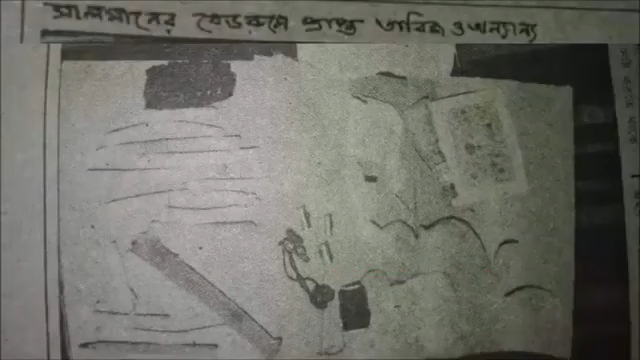 সালমানের বেডরুমে প্রাপ্ত তাবিজ ও অন্যান্য